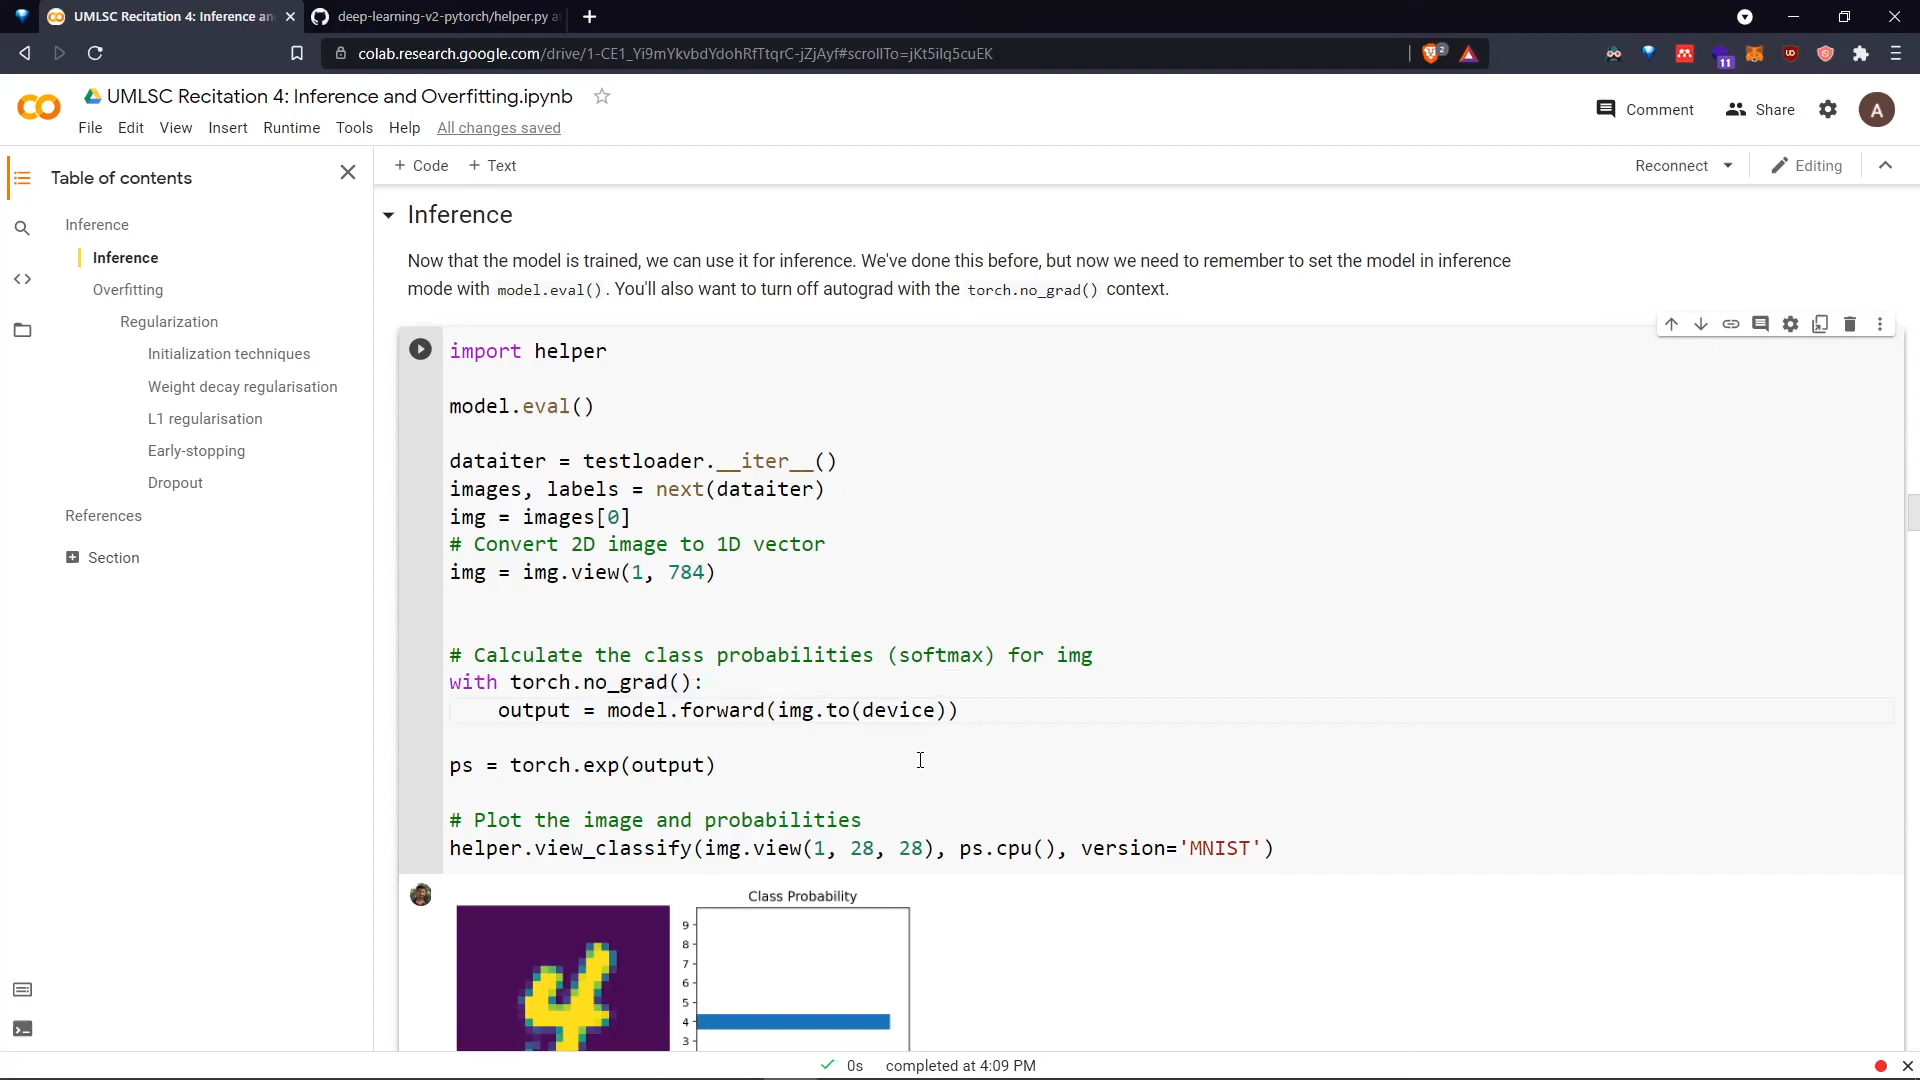 UMLSC Recitation 4: Inference an
deep-learning-v2-pytorch/helper.py a
colab.research.google.com/drive/1-CE1_Yi9mYkvbdYdohRfTtqrC-jZjAyf#scrollTo=jKt5iIq5cuEK
2
11
UMLSC Recitation 4: Inference and Overfitting.ipynb
Comment
Share
A
File Edit View Insert Runtime Tools Help All changes saved
Table of contents
+ Code + Text
Reconnect
Editing
Inference
Inference
Overfitting
Regularization
Initialization techniques
Weight decay regularisation
L1 regularisation
Early-stopping
Dropout
References
Section
Inference
Now that the model is trained, we can use it for inference. We've done this before, but now we need to remember to set the model in inference
mode with model.eval(). You'll also want to turn off autograd with the torch.no_grad() context.
import helper
model.eval()
dataiter = testloader.__iter__()
images, labels = next(dataiter)
img = images[0]
# Convert 2D image to 1D vector
img = img.view(1, 784)
# Calculate the class probabilities (softmax) for img
with torch.no_grad():
output = model.forward(img.to(device))
ps = torch.exp(output)
# Plot the image and probabilities
helper.view_classify(img.view(1, 28, 28), ps.cpu(), version='MNIST')
Class Probability
9
8
7
6
5
4
3
4
0s completed at 4:09 PM